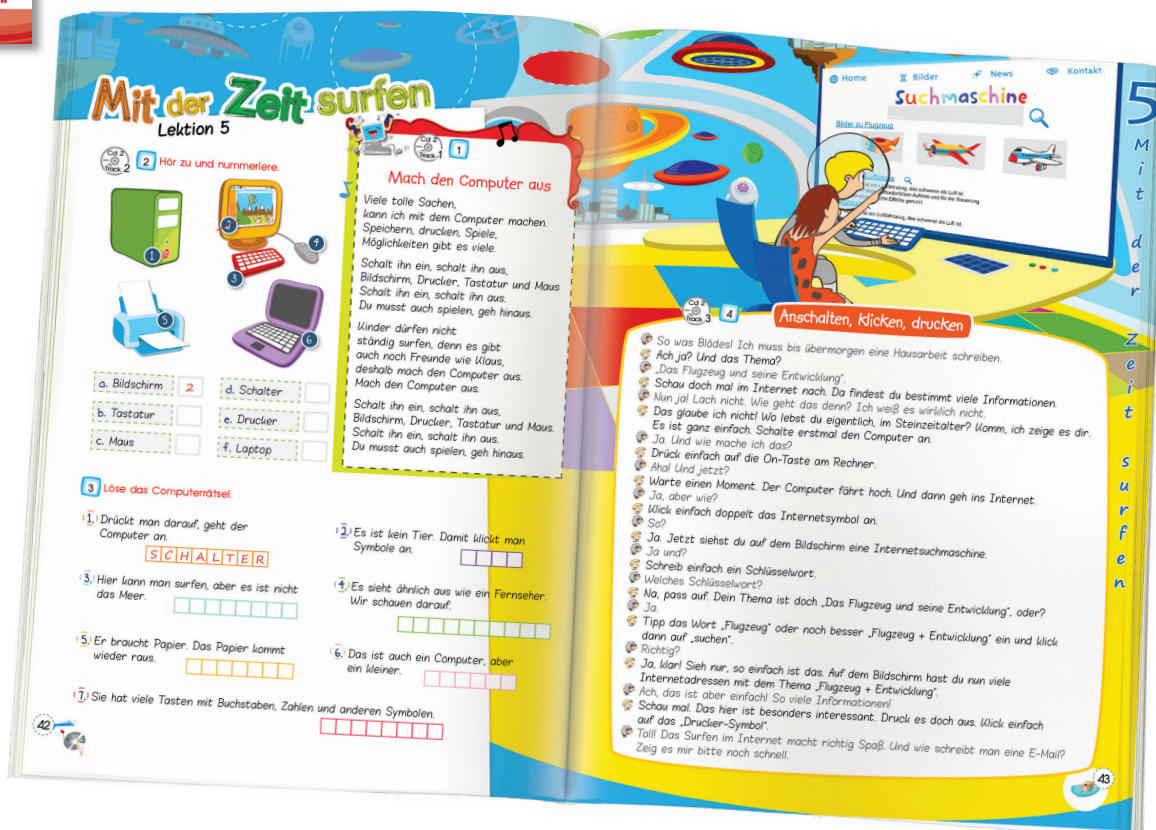 Mit der Zeit surfen
Lektion 5
Cd 2
Track 2
2 Hör zu und nummeriere.
1
2
3
4
5
6
a. Bildschirm 2
b. Tastatur
c. Maus
d. Schalter
e. Drucker
f. Laptop
Cd 2
Track 1
1
Mach den Computer aus
Viele tolle Sachen,
kann ich mit dem Computer machen.
Speichern, drucken, Spiele,
Möglichkeiten gibt es viele.
Schalt ihn ein, schalt ihn aus,
Bildschirm, Drucker, Tastatur und Maus
Schalt ihn ein, schalt ihn aus.
Du musst auch spielen, geh hinaus.
Kinder dürfen nicht
ständig surfen, denn es gibt
auch noch Freunde wie Klaus,
deshalb mach den Computer aus.
Mach den Computer aus.
Schalt ihn ein, schalt ihn aus,
Bildschirm, Drucker, Tastatur und Maus.
Schalt ihn ein, schalt ihn aus.
Du musst auch spielen, geh hinaus.
3 Löse das Computerrätsel.
1. Drückt man darauf, geht der
Computer an.
SCHALTER
2. Es ist kein Tier. Damit klickt man
Symbole an.
3. Hier kann man surfen, aber es ist nicht
das Meer.
4. Es sieht ähnlich aus wie ein Fernseher.
Wir schauen darauf.
5. Er braucht Papier. Das Papier kommt
wieder raus.
6. Das ist auch ein Computer, aber
ein kleiner.
7. Sie hat viele Tasten mit Buchstaben, Zahlen und anderen Symbolen.
42
Home Bilder News Kontakt
Suchmaschine
Bilder zu Flugzeug
ein Luftfahrzeug, das schwerer als Luft ist.
5
Mit der Zeit surfen
Cd 2
Track 3
4
Anschalten, klicken, drucken
So was Blödes! Ich muss bis übermorgen eine Hausarbeit schreiben.
Ach ja? Und das Thema?
„Das Flugzeug und seine Entwicklung“.
Schau doch mal im Internet nach. Da findest du bestimmt viele Informationen.
Nun ja! Lach nicht. Wie geht das denn? Ich weiß es wirklich nicht.
Das glaube ich nicht! Wo lebst du eigentlich, im Steinzeitalter? Komm, ich zeige es dir.
Es ist ganz einfach. Schalte erstmal den Computer an.
Ja. Und wie mache ich das?
Drück einfach auf die On-Taste am Rechner.
Aha! Und jetzt?
Warte einen Moment. Der Computer fährt hoch. Und dann geh ins Internet.
Ja, aber wie?
Klick einfach doppelt das Internetsymbol an.
So?
Ja. Jetzt siehst du auf dem Bildschirm eine Internetsuchmaschine.
Ja und?
Schreib einfach ein Schlüsselwort.
Welches Schlüsselwort?
Na, pass auf. Dein Thema ist doch „Das Flugzeug und seine Entwicklung“, oder?
Ja.
Tipp das Wort „Flugzeug“ oder noch besser „Flugzeug + Entwicklung“ ein und klick
dann auf „suchen“.
Richtig?
Ja, klar! Sieh nur, so einfach ist das. Auf dem Bildschirm hast du nun viele
Internetadressen mit dem Thema „Flugzeug + Entwicklung“.
Ach, das ist aber einfach! So viele Informationen!
Schau mal. Das hier ist besonders interessant. Druck es doch aus. Klick einfach
auf das „Drucker-Symbol“.
Toll! Das Surfen im Internet macht richtig Spaß. Und wie schreibt man eine E-Mail?
Zeig es mir bitte noch schnell.
43